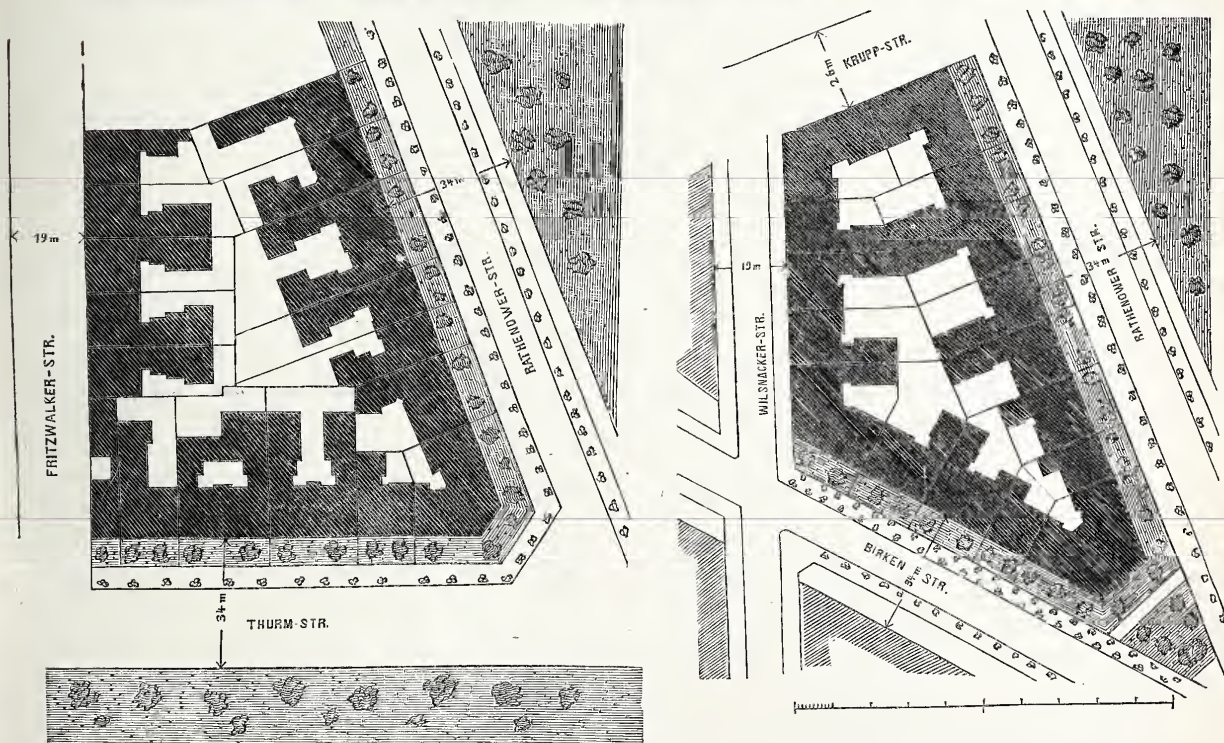 19 m
FRITZWALKER-STR.
34 m
RATHENOWER-STR.
34 m
THURM-STR.
26 m
KRUPP-STR.
19 m
WILSNACKER-STR.
34 m
RATHENOWER STR.
BIRKEN STR.
34 m